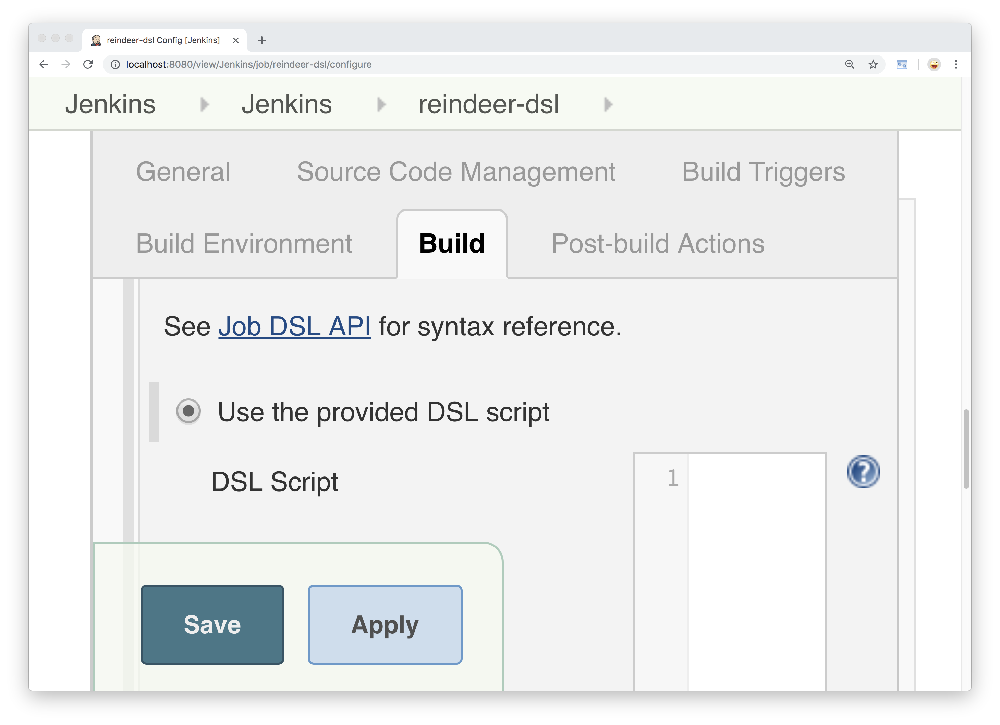 reindeer-dsl Config [Jenkins]
localhost:8080/view/Jenkins/job/reindeer-dsl/configure
Jenkins Jenkins reindeer-dsl
General Source Code Management Build Triggers
Build Environment Build Post-build Actions
See Job DSL API for syntax reference.
Use the provided DSL script
DSL Script
1
Save Apply